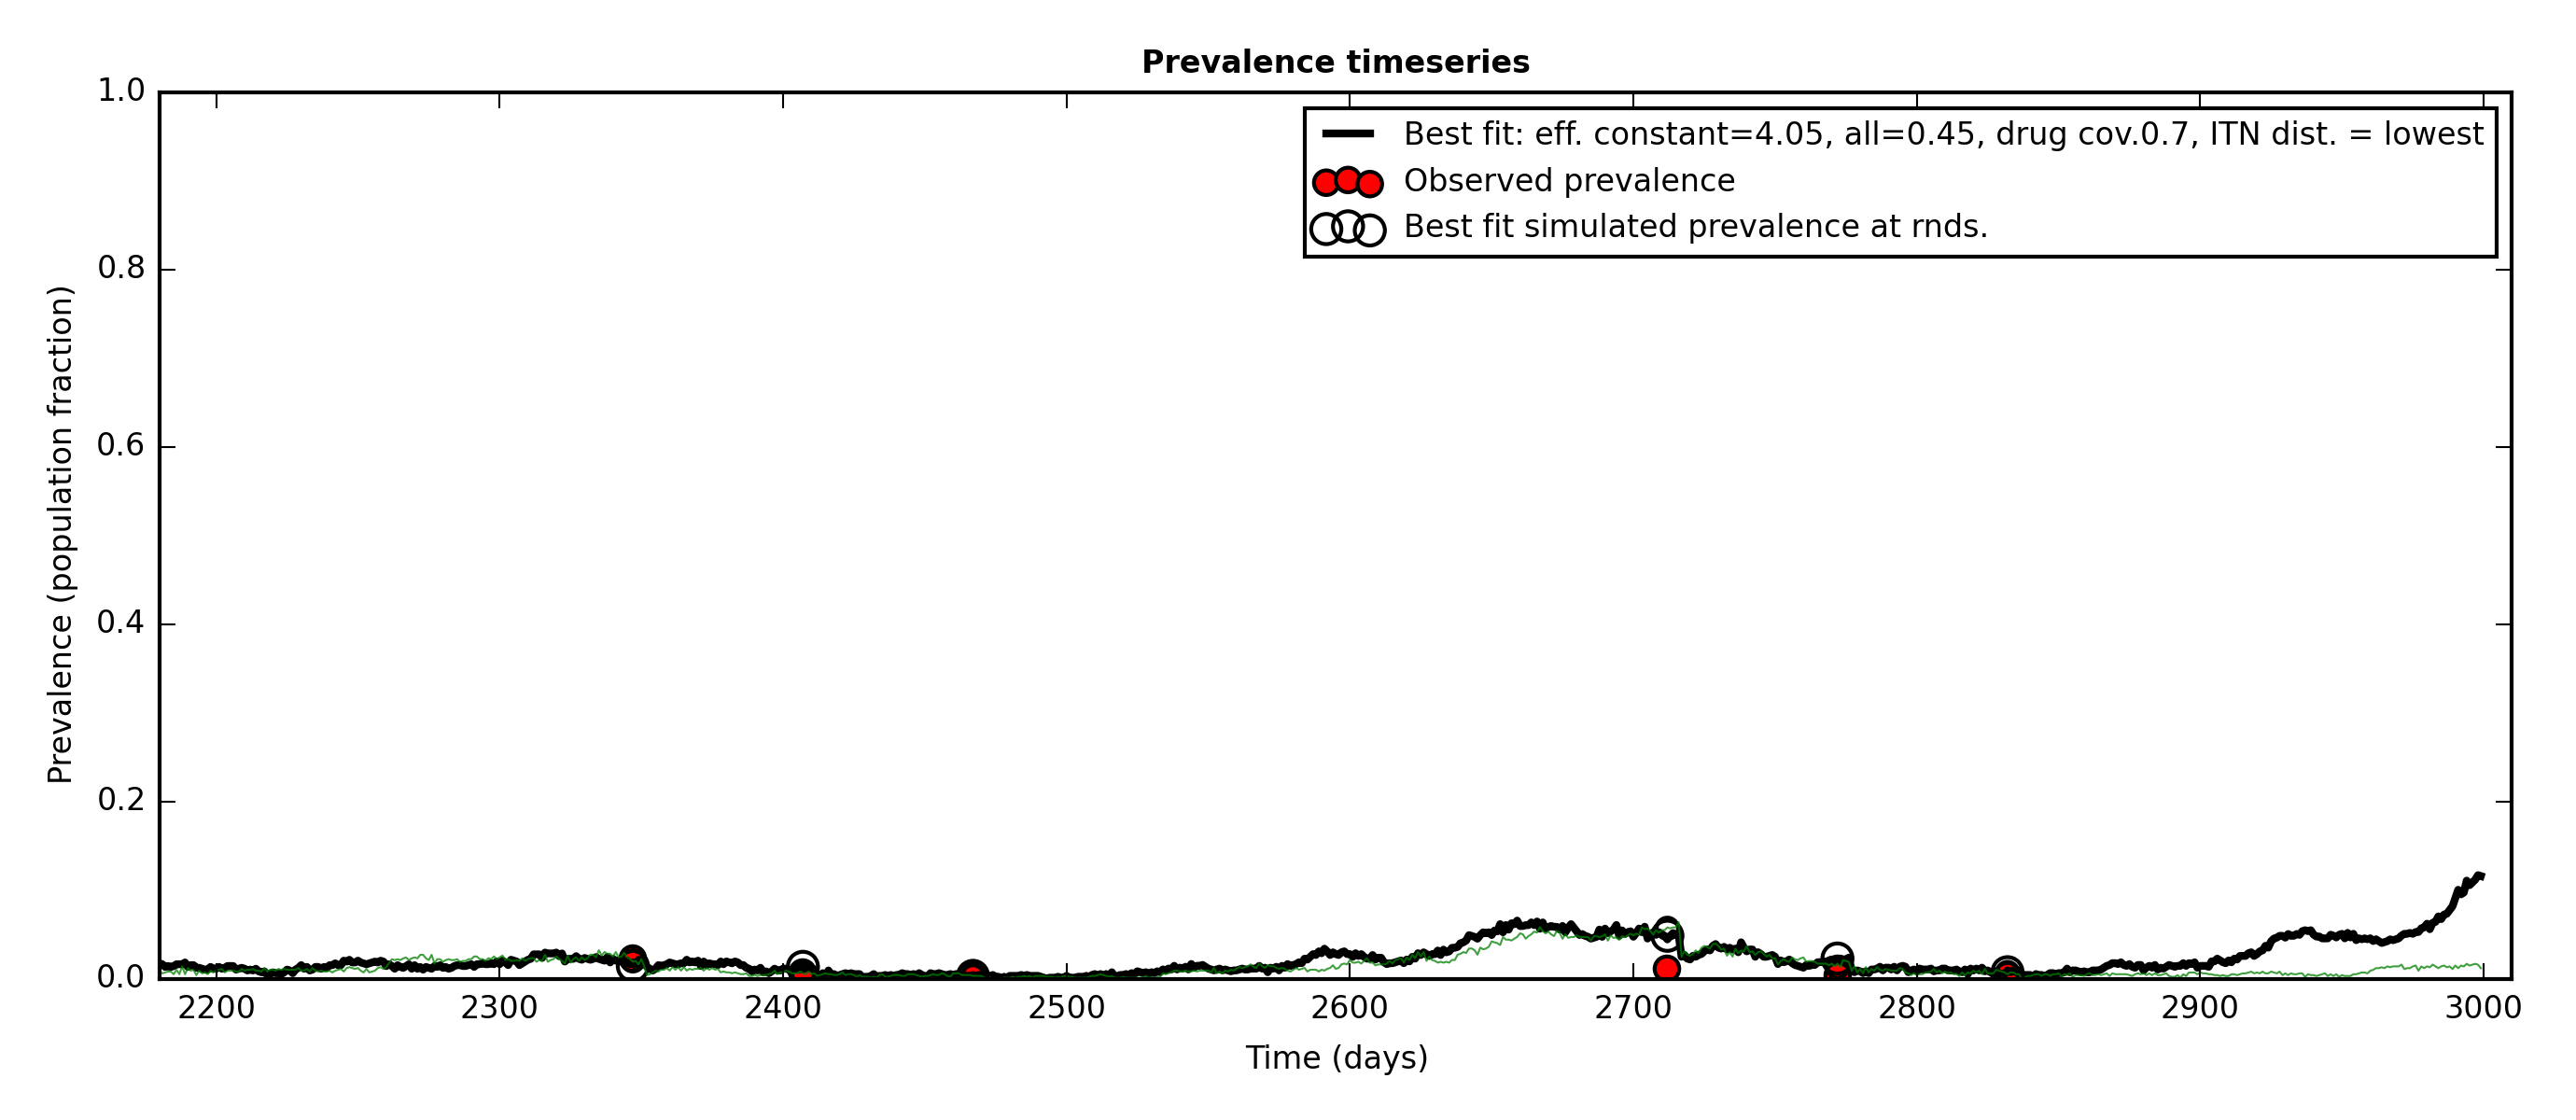 Prevalence timeseries
1.0
Best fit: eff. constant=4.05, all=0.45, drug cov.0.7, ITN dist. = lowest
Observed prevalence
Best fit simulated prevalence at rnds.
0.8
0.6
0.4
0.2
0.0
Prevalence (population fraction)
2200 2300 2400 2500 2600 2700 2800 2900 3000
Time (days)